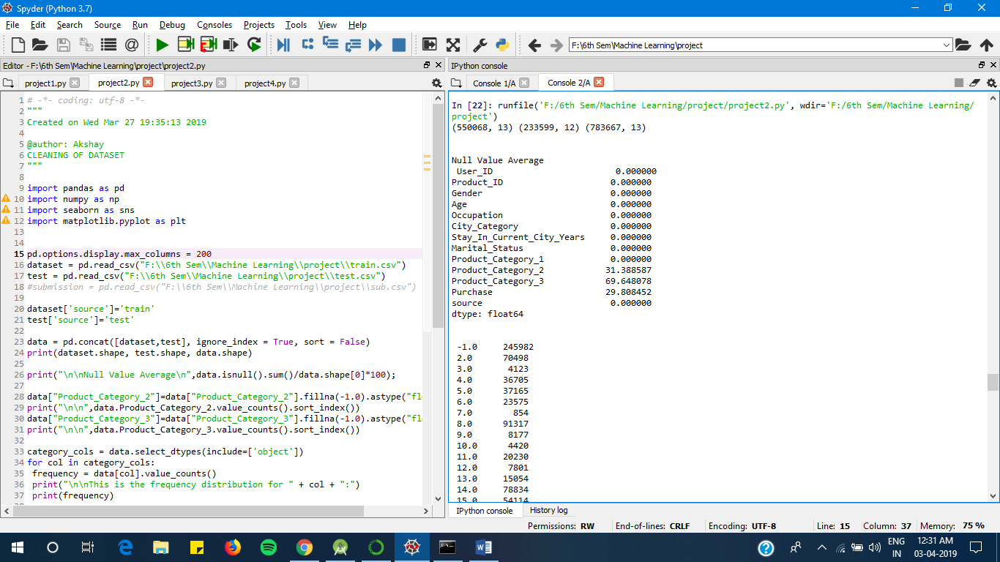 Spyder (Python 3.7)
File Edit Search Source Run Debug Consoles Projects Tools View Help
F:\6th Sem\Machine Learning\project
Editor - F:\6th Sem\Machine Learning\project\project2.py
project1.py project2.py project3.py project4.py
1 # -*- coding: utf-8 -*-
2 """
3 Created on Wed Mar 27 19:35:13 2019
4
5 @author: Akshay
6 CLEANING OF DATASET
7 """
8
9 import pandas as pd
10 import numpy as np
11 import seaborn as sns
12 import matplotlib.pyplot as plt
13
14
15 pd.options.display.max_columns = 200
16 dataset = pd.read_csv("F:\\6th Sem\\Machine Learning\\project\\train.csv")
17 test = pd.read_csv("F:\\6th Sem\\Machine Learning\\project\\test.csv")
18 #submission = pd.read_csv("F:\\6th Sem\\Machine Learning\\project\\sub.csv")
19
20 dataset['source']='train'
21 test['source']='test'
22
23 data = pd.concat([dataset,test], ignore_index = True, sort = False)
24 print(dataset.shape, test.shape, data.shape)
25
26 print("\n\nNull Value Average\n",data.isnull().sum()/data.shape[0]*100);
27
28 data["Product_Category_2"]=data["Product_Category_2"].fillna(-1.0).astype("fl
29 print("\n\n",data.Product_Category_2.value_counts().sort_index())
30 data["Product_Category_3"]=data["Product_Category_3"].fillna(-1.0).astype("fl
31 print("\n\n",data.Product_Category_3.value_counts().sort_index())
32
33 category_cols = data.select_dtypes(include=['object'])
34 for col in category_cols:
35 frequency = data[col].value_counts()
36 print("\n\nThis is the frequency distribution for " + col + ":")
37 print(frequency)
IPython console
Console 1/A Console 2/A
In [22]: runfile('F:/6th Sem/Machine Learning/project/project2.py', wdir='F:/6th Sem/Machine Learning/
project')
(550068, 13) (233599, 12) (783667, 13)
Null Value Average
User_ID 0.000000
Product_ID 0.000000
Gender 0.000000
Age 0.000000
Occupation 0.000000
City_Category 0.000000
Stay_In_Current_City_Years 0.000000
Marital_Status 0.000000
Product_Category_1 0.000000
Product_Category_2 31.388587
Product_Category_3 69.648078
Purchase 29.808452
source 0.000000
dtype: float64
-1.0 245982
2.0 70498
3.0 4123
4.0 36705
5.0 37165
6.0 23575
7.0 854
8.0 91317
9.0 8177
10.0 4420
11.0 20230
12.0 7801
13.0 15054
14.0 78834
15.0 54114
IPython console History log
Permissions: RW End-of-lines: CRLF Encoding: UTF-8 Line: 15 Column: 37 Memory: 75 %
ENG
IN
12:31 AM
03-04-2019